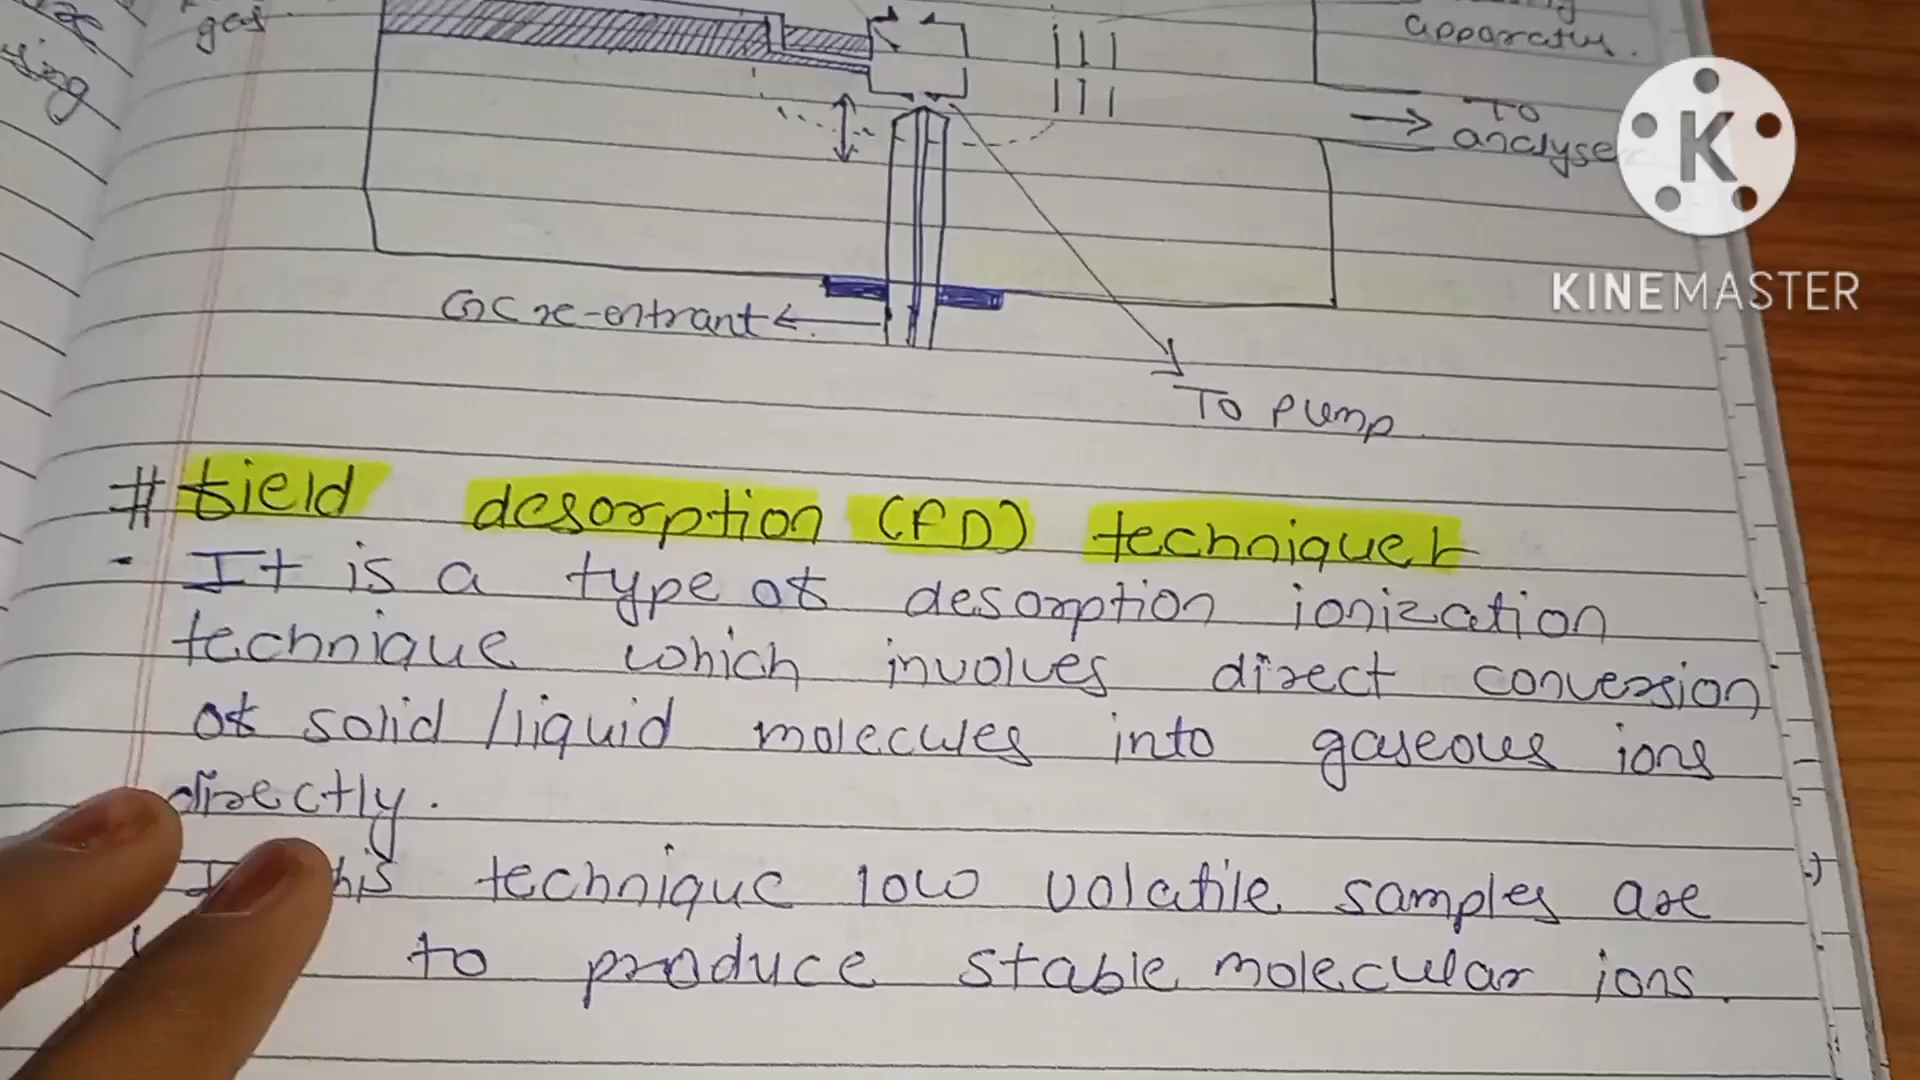 gas.
apparatus.
To
analyse
GC re-entrant
To pump
# field desorption (FD) technique:-
- It is a type of desorption ionization
technique which involves direct conversion
of solid/liquid molecules into gaseous ions
directly.
technique low volatile samples are
to produce stable molecular ions.
K
KINEMASTER